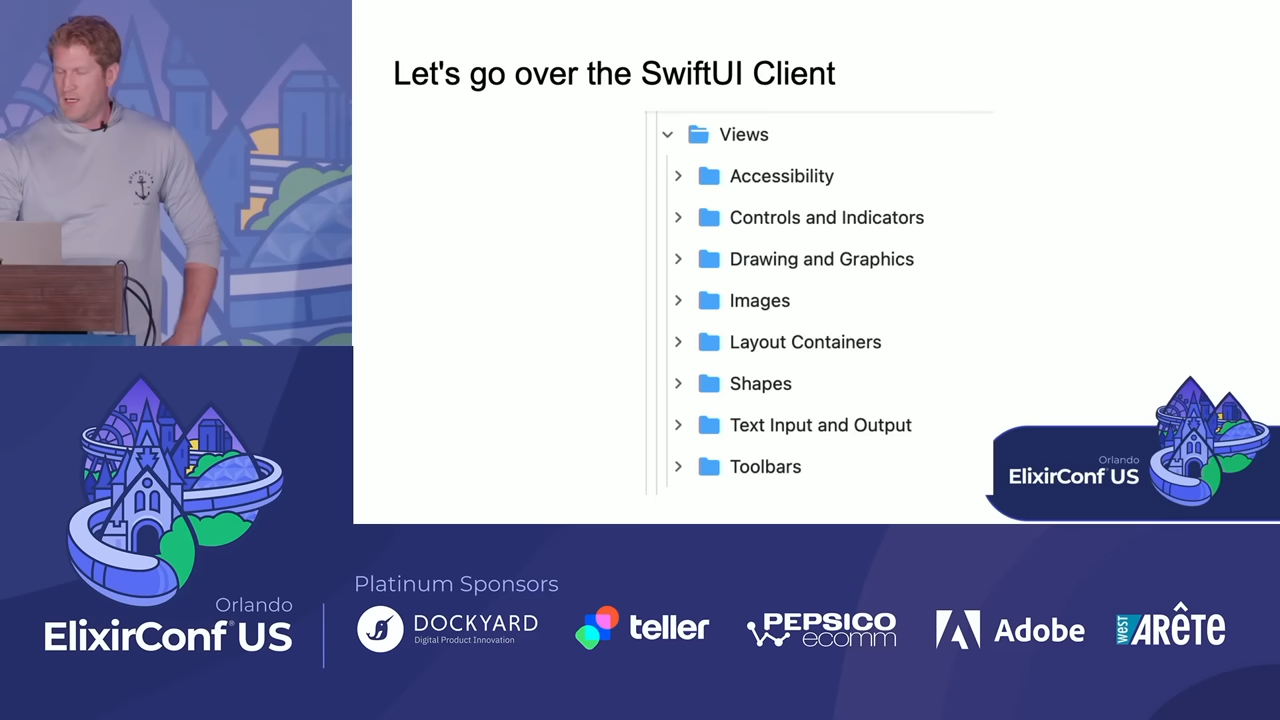 Let's go over the SwiftUI Client
Views
Accessibility
Controls and Indicators
Drawing and Graphics
Images
Layout Containers
Shapes
Text Input and Output
Toolbars
Orlando
ElixirConf US
Orlando
ElixirConf® US
Platinum Sponsors
DOCKYARD
Digital Product Innovation
teller
PEPSICO
ecomm
Adobe
west ARÊTE